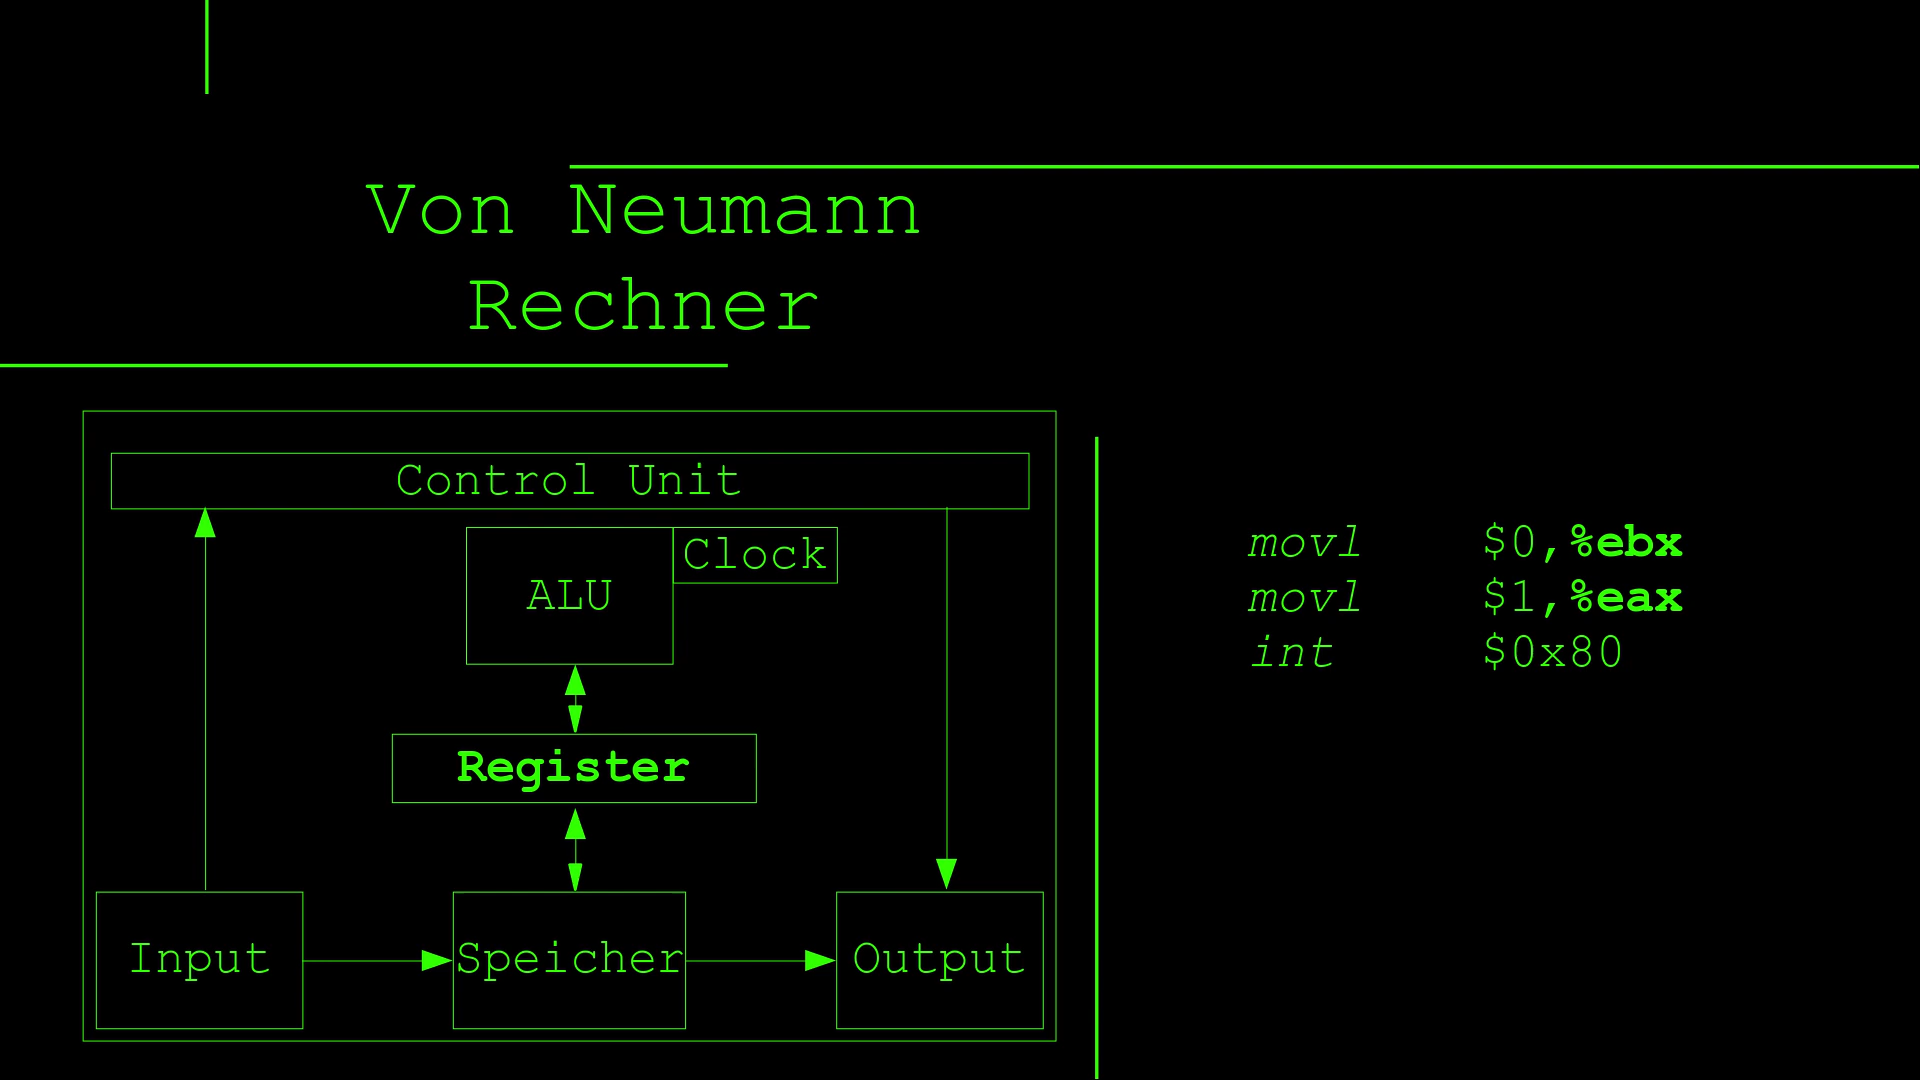 Von Neumann
Rechner
Control Unit
Clock
ALU
Register
Input
Speicher
Output
movl $0,%ebx
movl $1,%eax
int $0x80